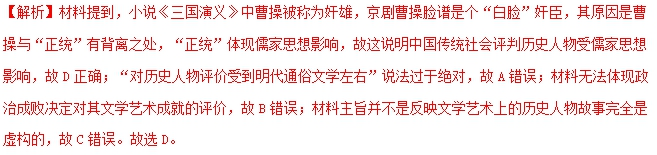 【解析】材料提到，小说《三国演义》中曹操被称为奸雄，京剧曹操脸谱是个“白脸”奸臣，其原因是曹
操与“正统”有背离之处，“正统”体现儒家思想影响，故这说明中国传统社会评判历史人物受儒家思想
影响，故 D 正确；“对历史人物评价受到明代通俗文学左右”说法过于绝对，故 A 错误；材料无法体现政
治成败决定对其文学艺术成就的评价，故 B 错误；材料主旨并不是反映文学艺术上的历史人物故事完全是
虚构的，故 C 错误。故选 D。